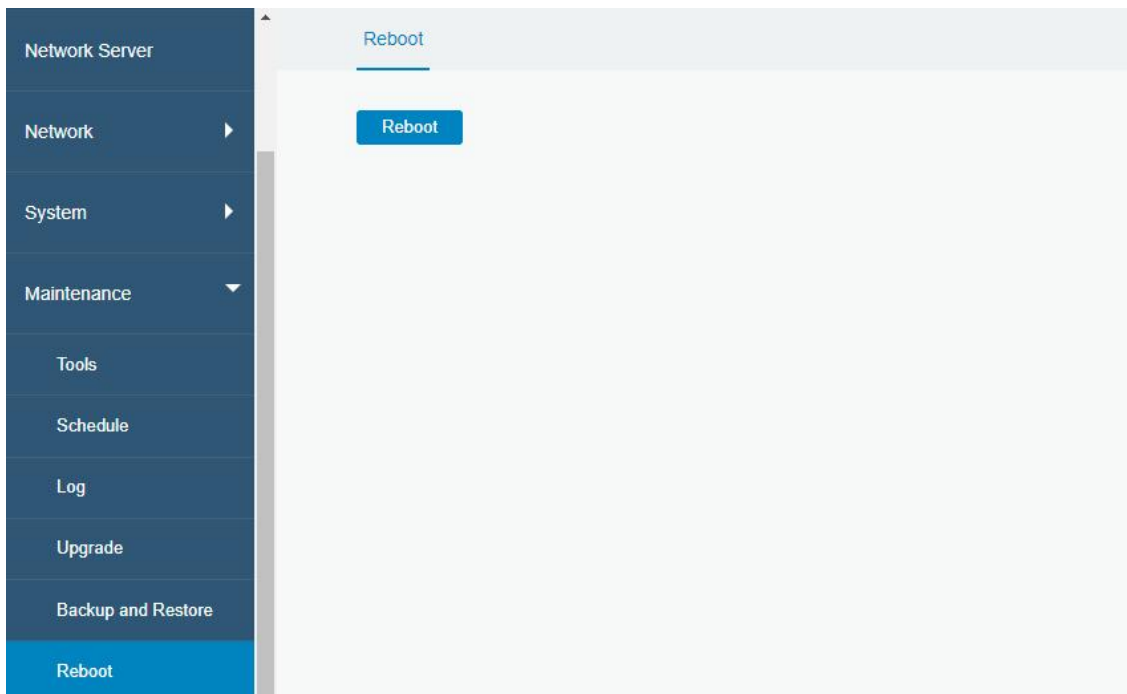 Network Server
Network
System
Maintenance
Tools
Schedule
Log
Upgrade
Backup and Restore
Reboot
Reboot
Reboot